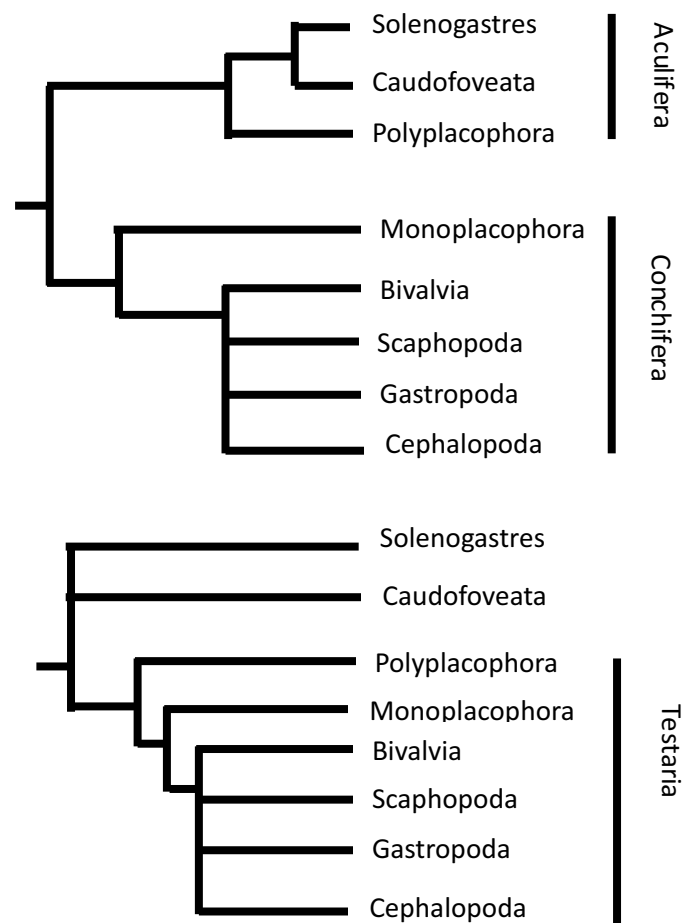 Solenogastres
Caudofoveata
Polyplacophora
Aculifera
Monoplacophora
Bivalvia
Scaphopoda
Gastropoda
Cephalopoda
Conchifera
Solenogastres
Caudofoveata
Polyplacophora
Monoplacophora
Bivalvia
Scaphopoda
Gastropoda
Cephalopoda
Testaria